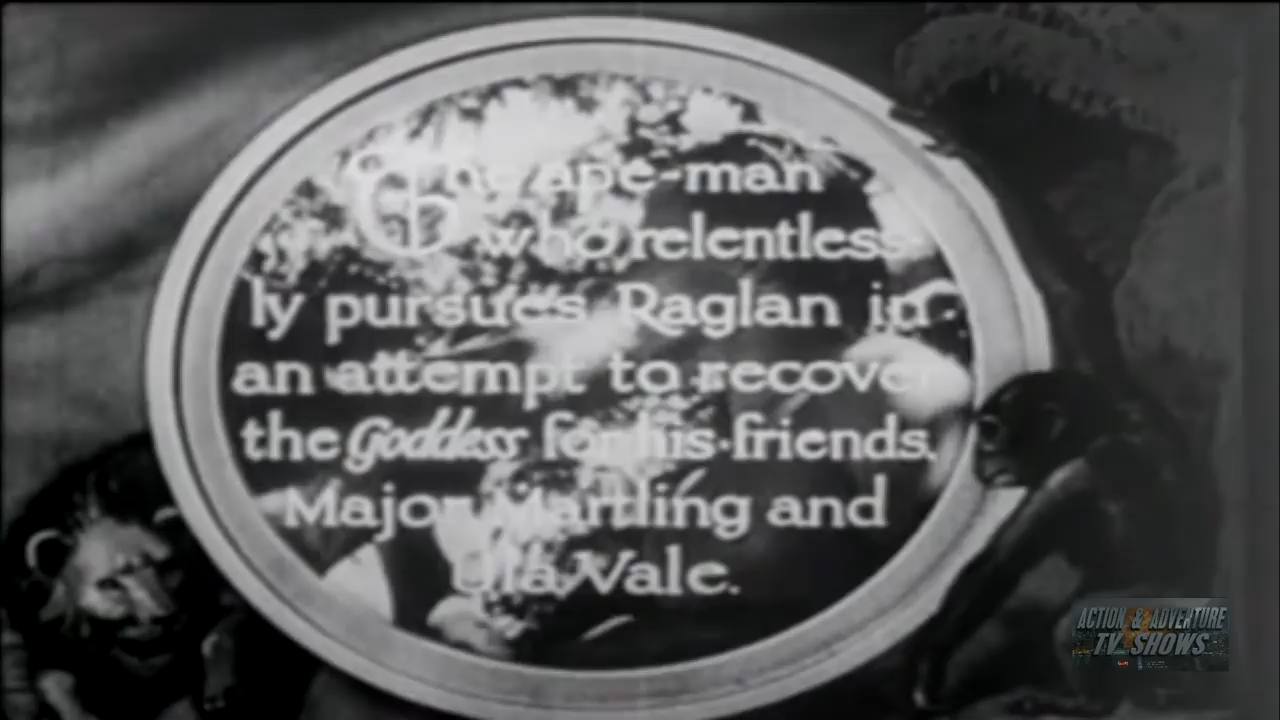 The ape-man
who relentless-
ly pursues Raglan in
an attempt to recover
the Goddess for his friends,
Major Martling and
Ula Vale.
ACTION & ADVENTURE
TV SHOWS